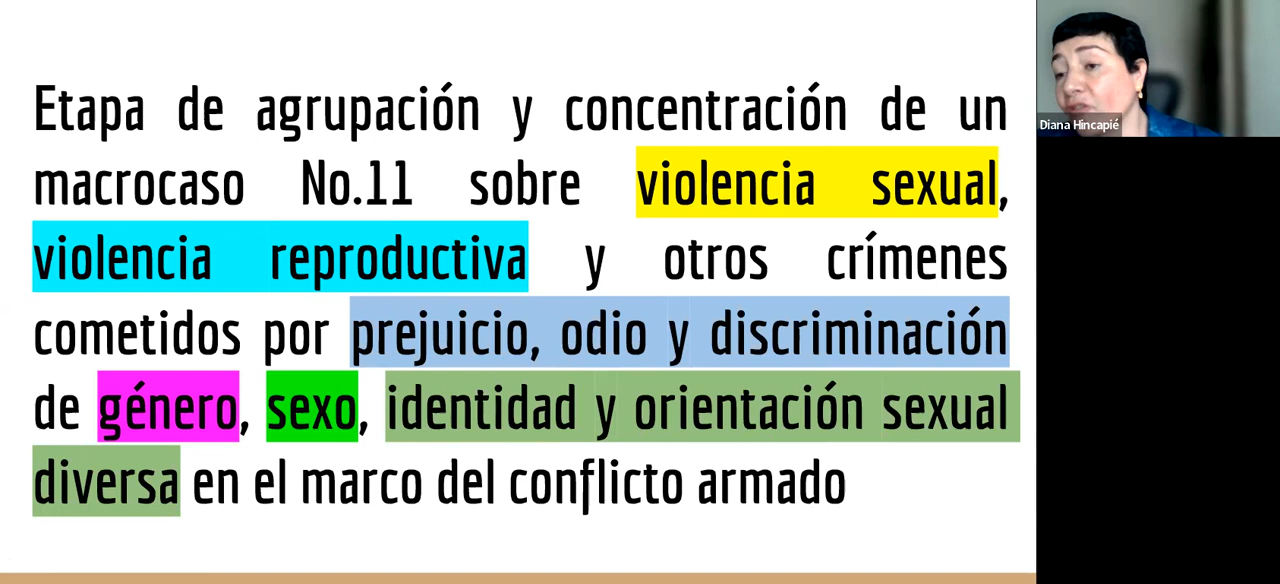 Etapa de agrupación y concentración de un
macrocaso No.11 sobre violencia sexual,
violencia reproductiva y otros crímenes
cometidos por prejuicio, odio y discriminación
de género, sexo, identidad y orientación sexual
diversa en el marco del conflicto armado
Diana Hincapié